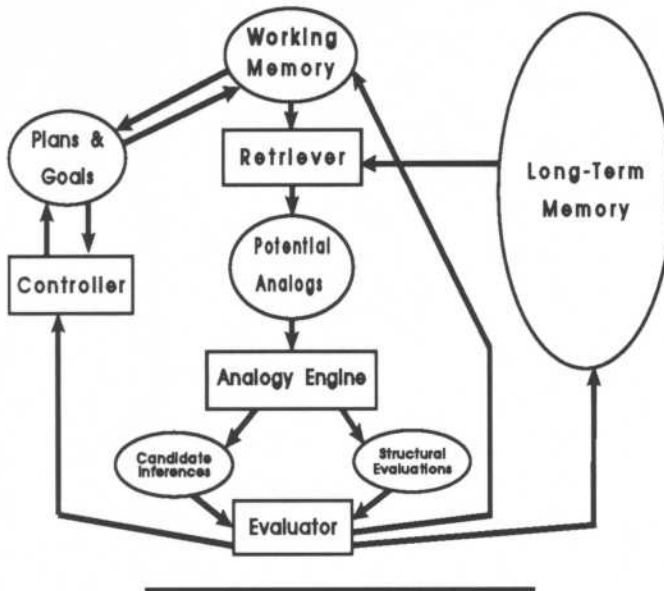 Working
Memory
Plans &
Goals
Retriever
Long-Term
Memory
Potential
Analogs
Controller
Analogy Engine
Candidate
Inferences
Structural
Evaluations
Evaluator